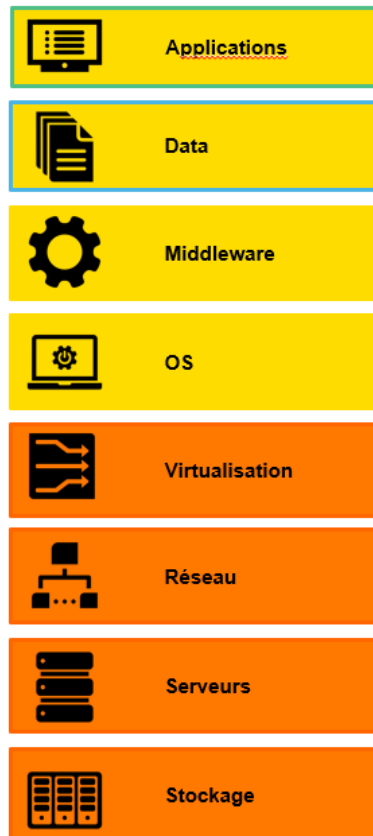 Applications
Data
Middleware
OS
Virtualisation
Réseau
Serveurs
Stockage